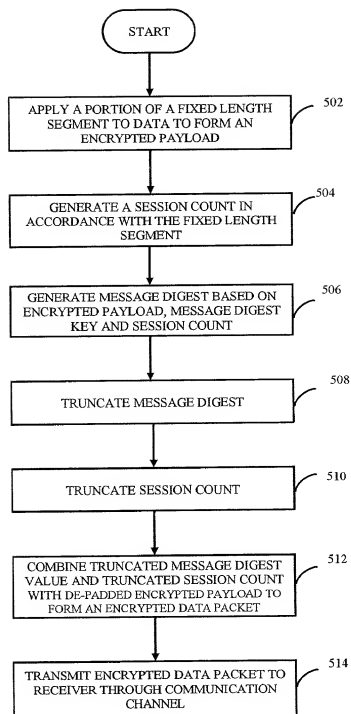 START
APPLY A PORTION OF A FIXED LENGTH
SEGMENT TO DATA TO FORM AN
ENCRYPTED PAYLOAD
502
GENERATE A SESSION COUNT IN
ACCORDANCE WITH THE FIXED LENGTH
SEGMENT
504
GENERATE MESSAGE DIGEST BASED ON
ENCRYPTED PAYLOAD, MESSAGE DIGEST
KEY AND SESSION COUNT
506
TRUNCATE MESSAGE DIGEST
508
TRUNCATE SESSION COUNT
510
COMBINE TRUNCATED MESSAGE DIGEST
VALUE AND TRUNCATED SESSION COUNT
WITH DE-PADDED ENCRYPTED PAYLOAD TO
FORM AN ENCRYPTED DATA PACKET
512
TRANSMIT ENCRYPTED DATA PACKET TO
RECEIVER THROUGH COMMUNICATION
CHANNEL
514